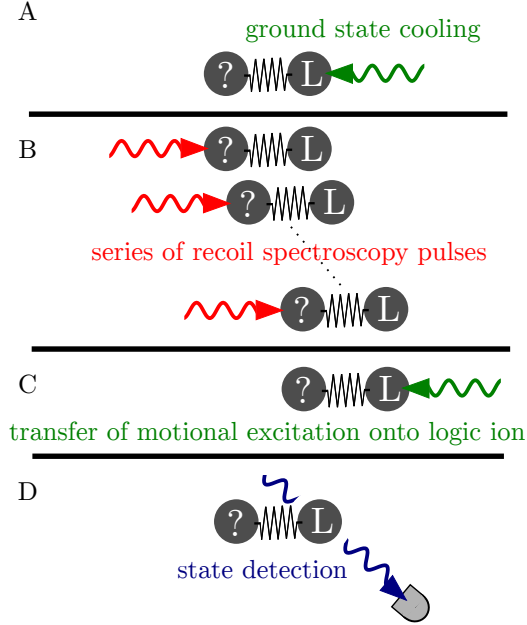 A
ground state cooling
? L
B
? L
? L
series of recoil spectroscopy pulses
? L
C
? L
transfer of motional excitation onto logic ion
D
? L
state detection